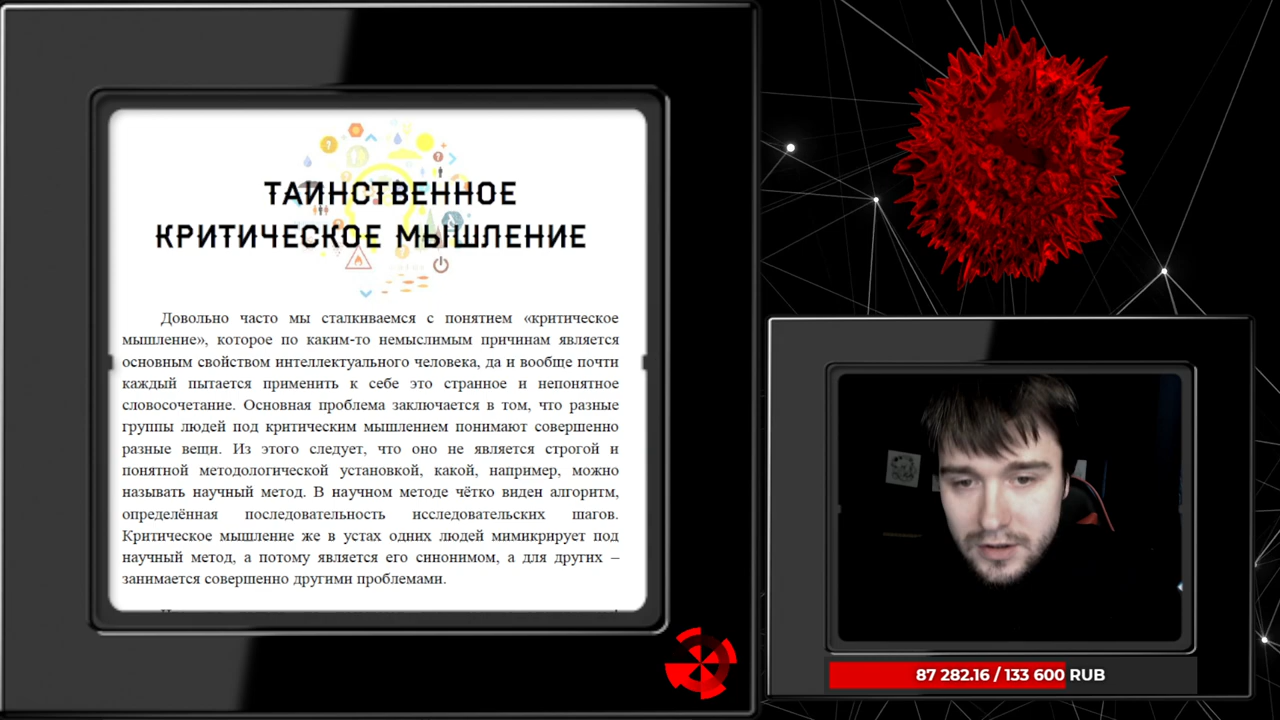 ТАИНСТВЕННОЕ
КРИТИЧЕСКОЕ МЫШЛЕНИЕ
Довольно часто мы сталкиваемся с понятием «критическое
мышление», которое по каким-то немыслимым причинам является
основным свойством интеллектуального человека, да и вообще почти
каждый пытается применить к себе это странное и непонятное
словосочетание. Основная проблема заключается в том, что разные
группы людей под критическим мышлением понимают совершенно
разные вещи. Из этого следует, что оно не является строгой и
понятной методологической установкой, какой, например, можно
называть научный метод. В научном методе чётко виден алгоритм,
определённая последовательность исследовательских шагов.
Критическое мышление же в устах одних людей мимикрирует под
научный метод, а потому является его синонимом, а для других –
занимается совершенно другими проблемами.
87 282.16 / 133 600 RUB